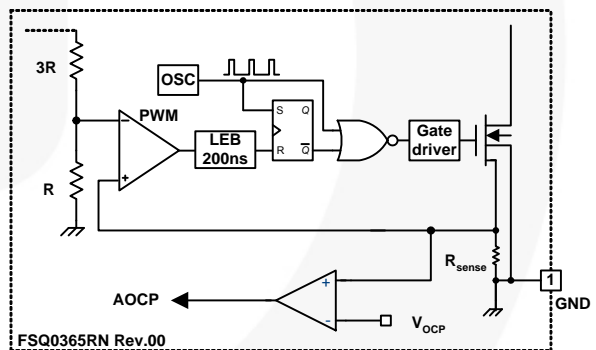 3R
OSC
PWM
S Q
R Q
LEB
200ns
Gate
driver
R
- 
+
Rsense
1
GND
AOCP
+
-
VOCP
FSQ0365RN Rev.00